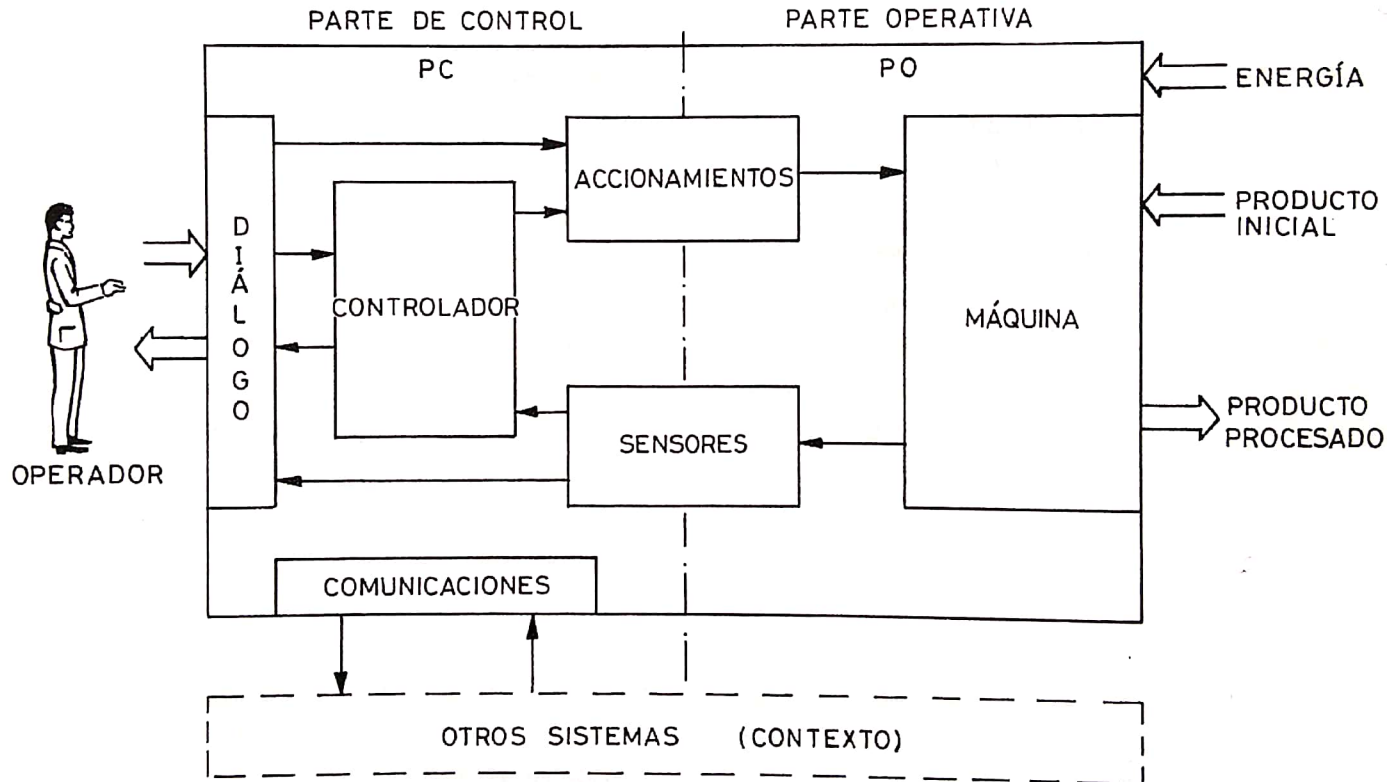 PARTE DE CONTROL
PARTE OPERATIVA
PC
PO
ENERGÍA
ACCIONAMIENTOS
PRODUCTO
INICIAL
DIÁLOGO
CONTROLADOR
MÁQUINA
PRODUCTO
PROCESADO
SENSORES
OPERADOR
COMUNICACIONES
OTROS SISTEMAS (CONTEXTO)